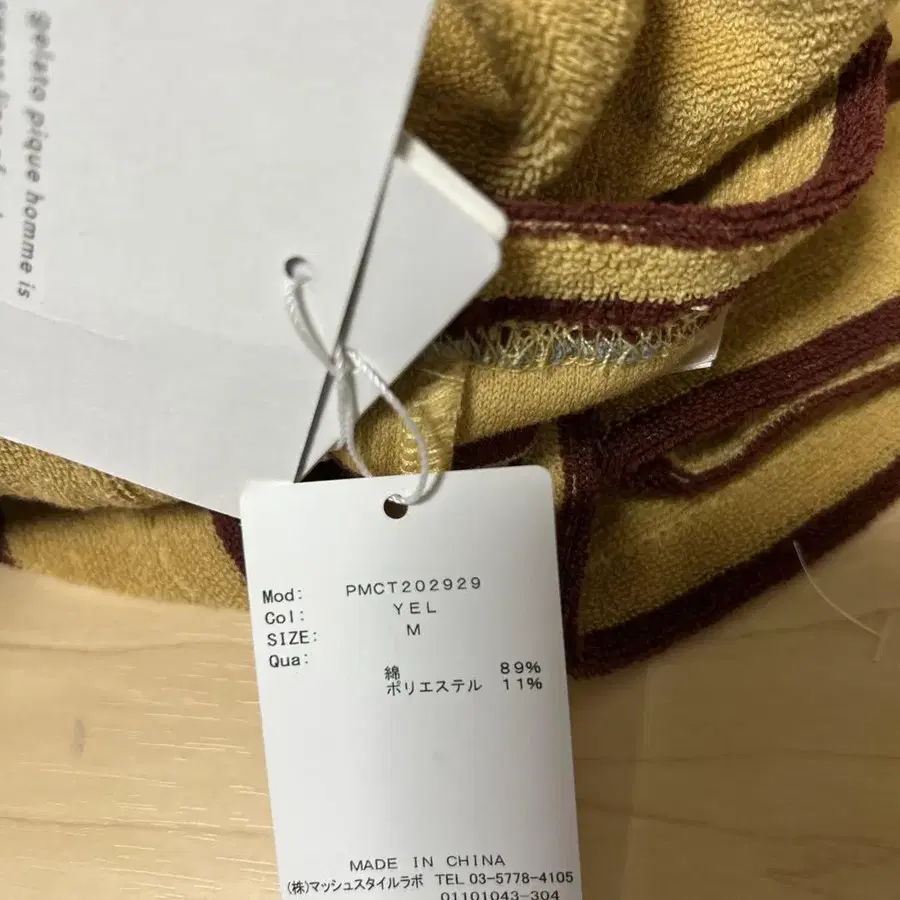 gelato pique homme is
Mod: PMCT202929
Col: YEL
SIZE: M
Qua:
綿 89%
ポリエステル 11%
MADE IN CHINA
(株)マッシュスタイルラボ TEL 03-5778-4105
01101043-304